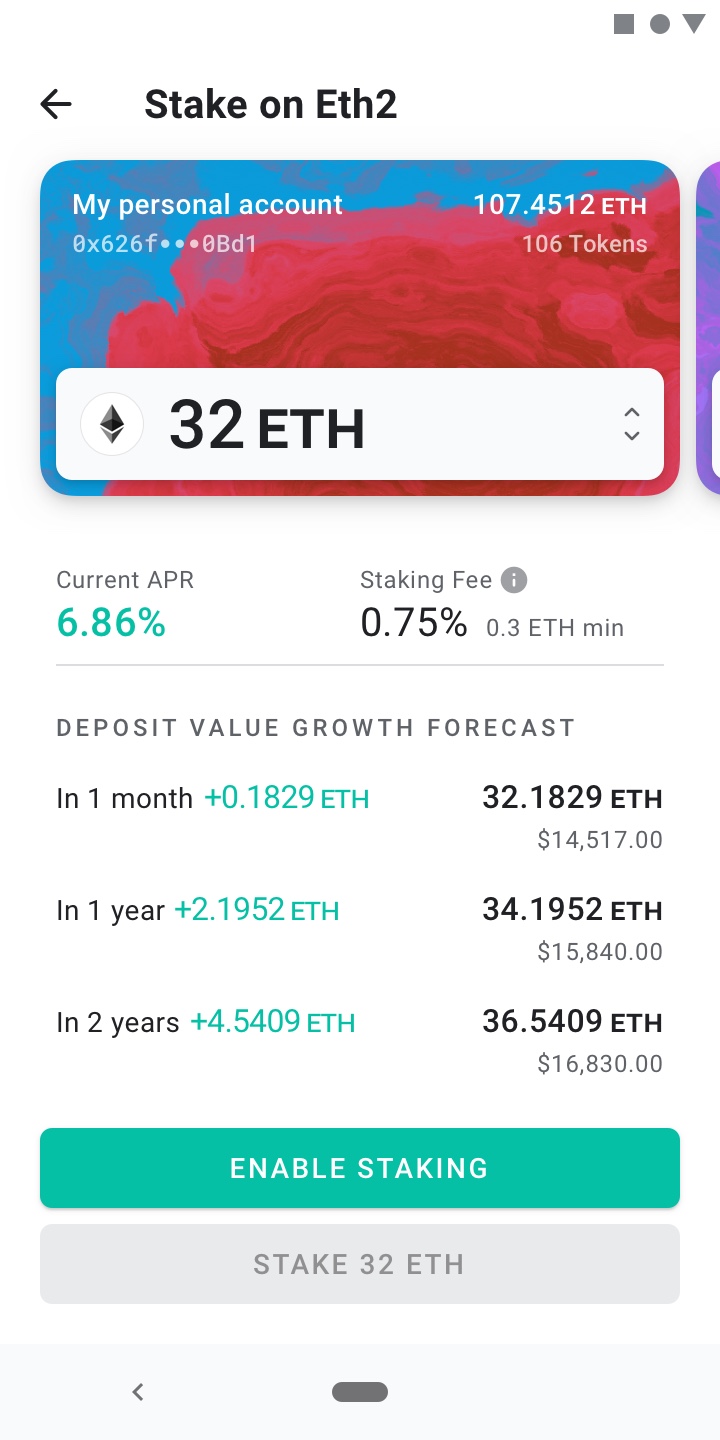 Stake on Eth2
My personal account 107.4512 ETH
0x626f•••0Bd1 106 Tokens
32 ETH
Current APR Staking Fee
6.86% 0.75% 0.3 ETH min
DEPOSIT VALUE GROWTH FORECAST
In 1 month +0.1829 ETH 32.1829 ETH
$14,517.00
In 1 year +2.1952 ETH 34.1952 ETH
$15,840.00
In 2 years +4.5409 ETH 36.5409 ETH
$16,830.00
ENABLE STAKING
STAKE 32 ETH